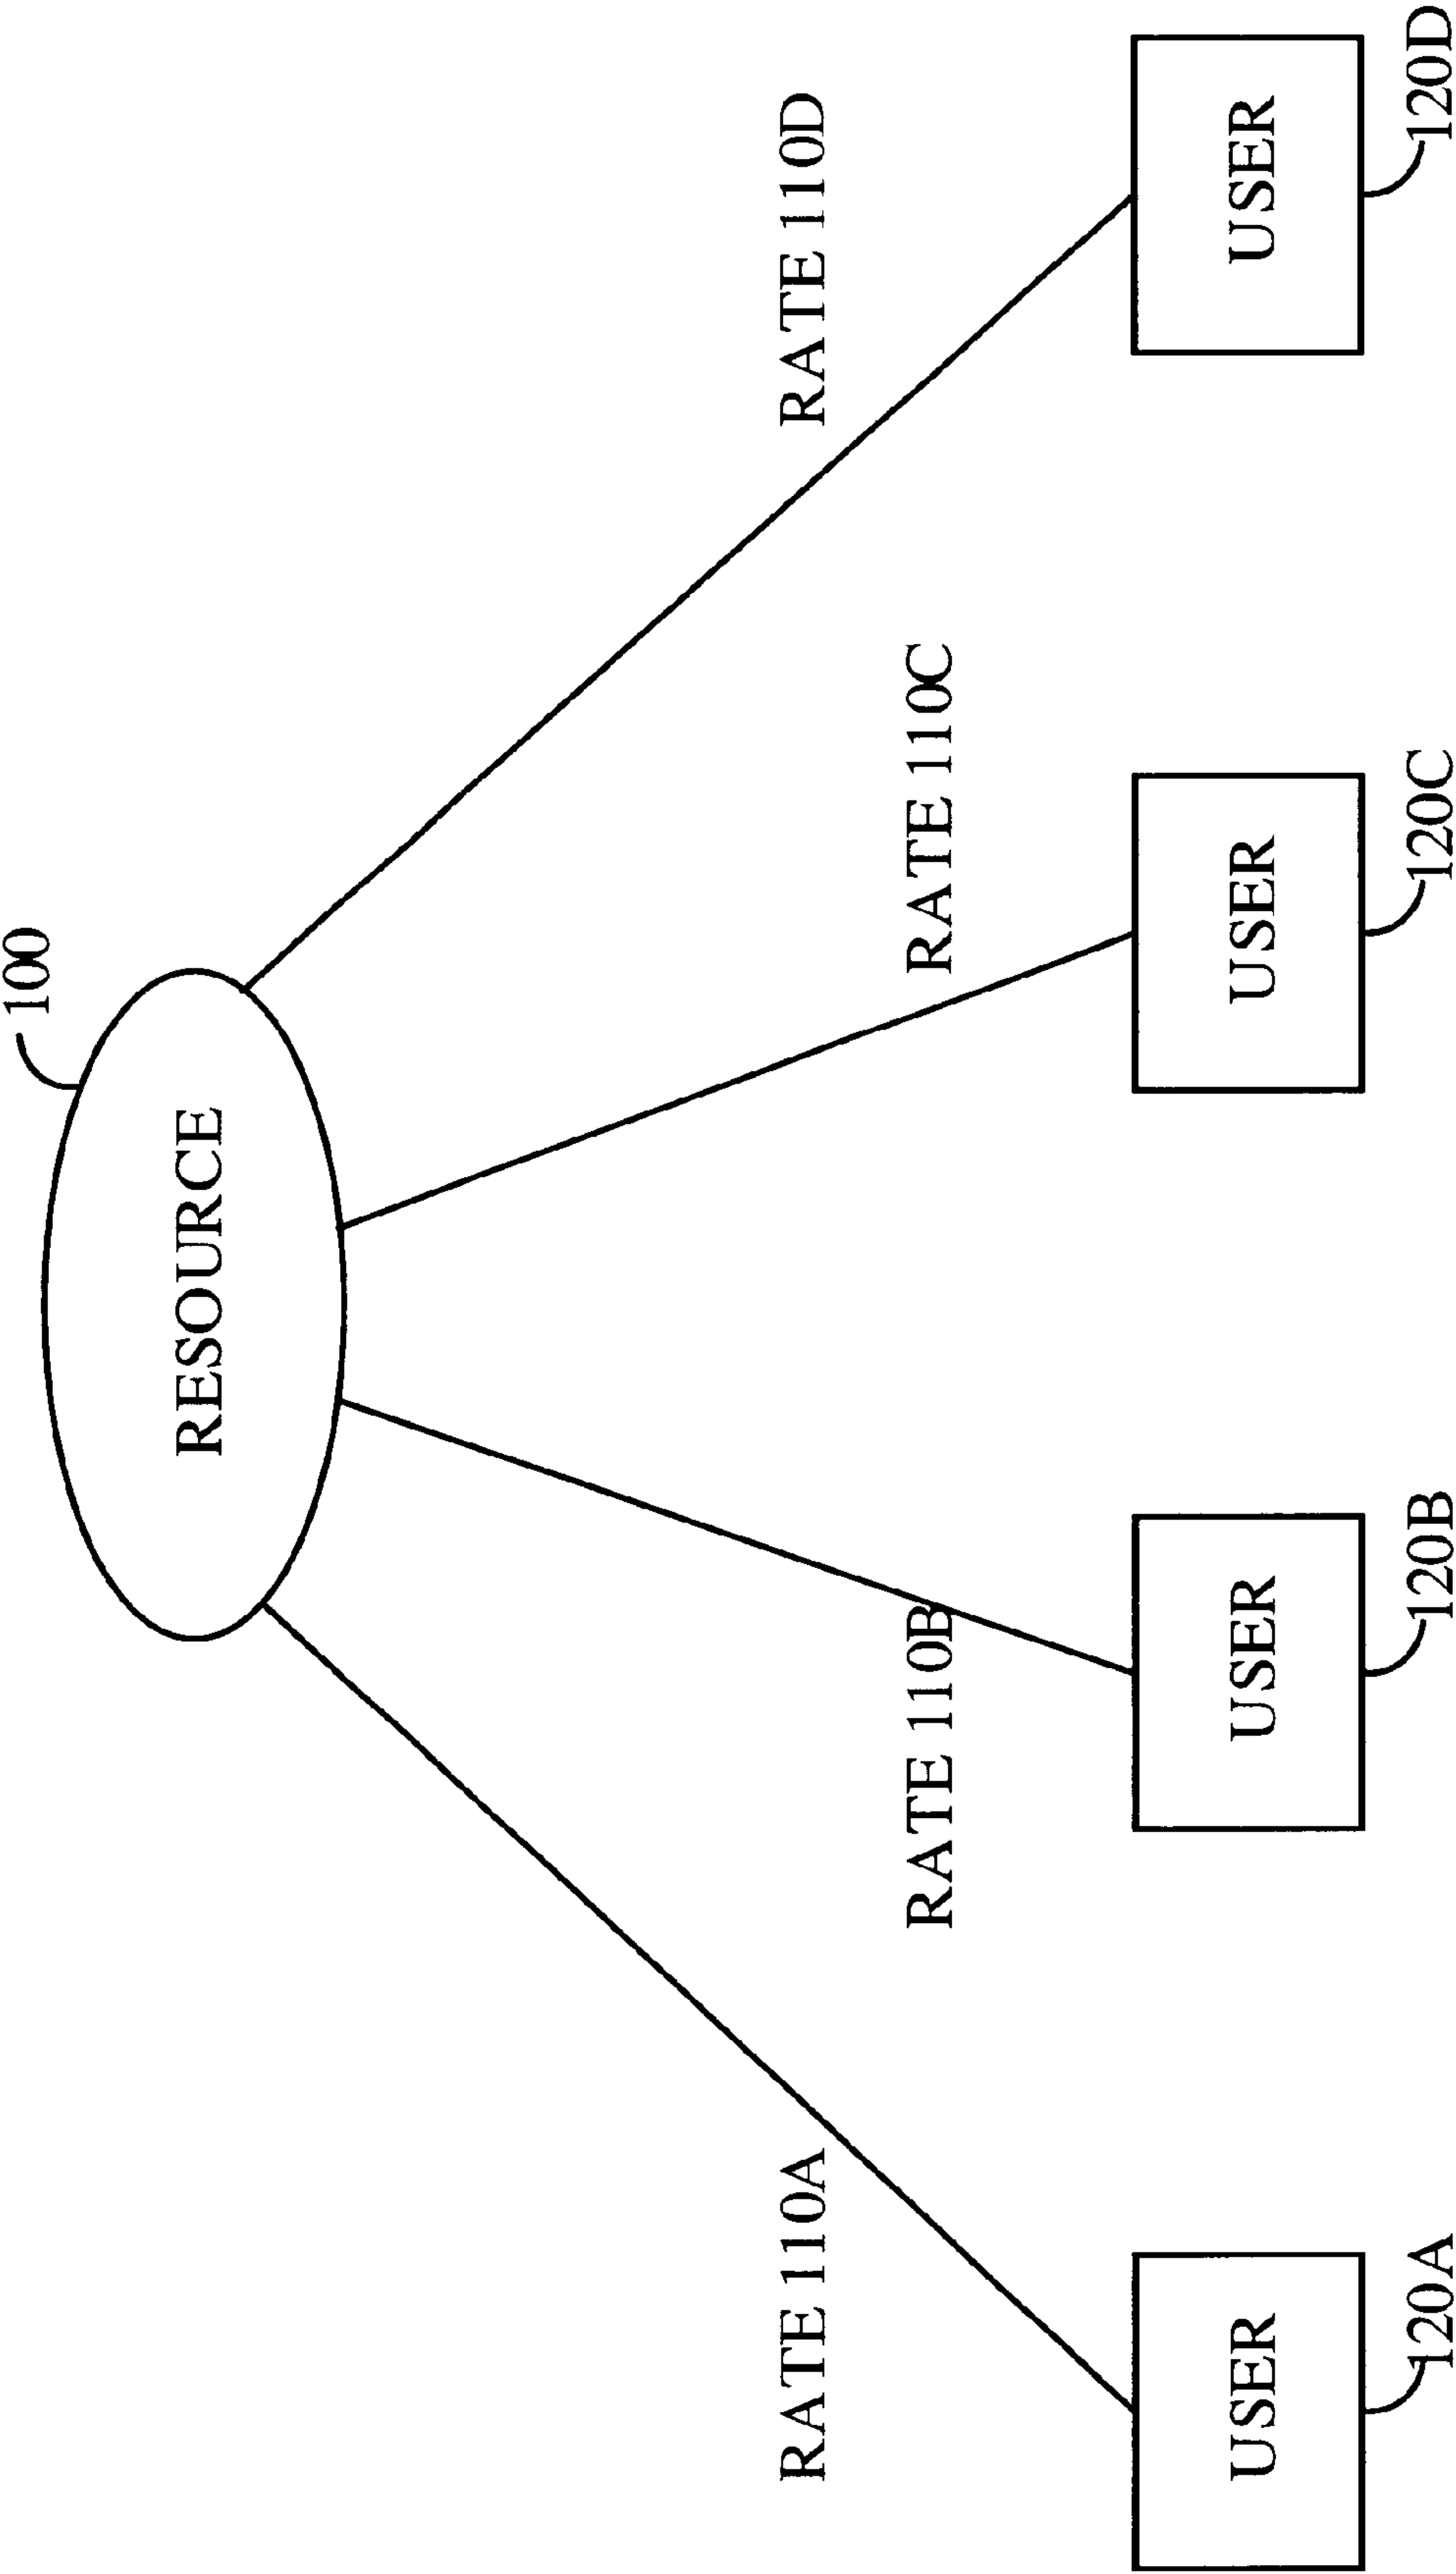 100
RESOURCE
RATE 110A
RATE 110D
RATE 110B
RATE 110C
USER
USER
USER
USER
120A
120B
120C
120D